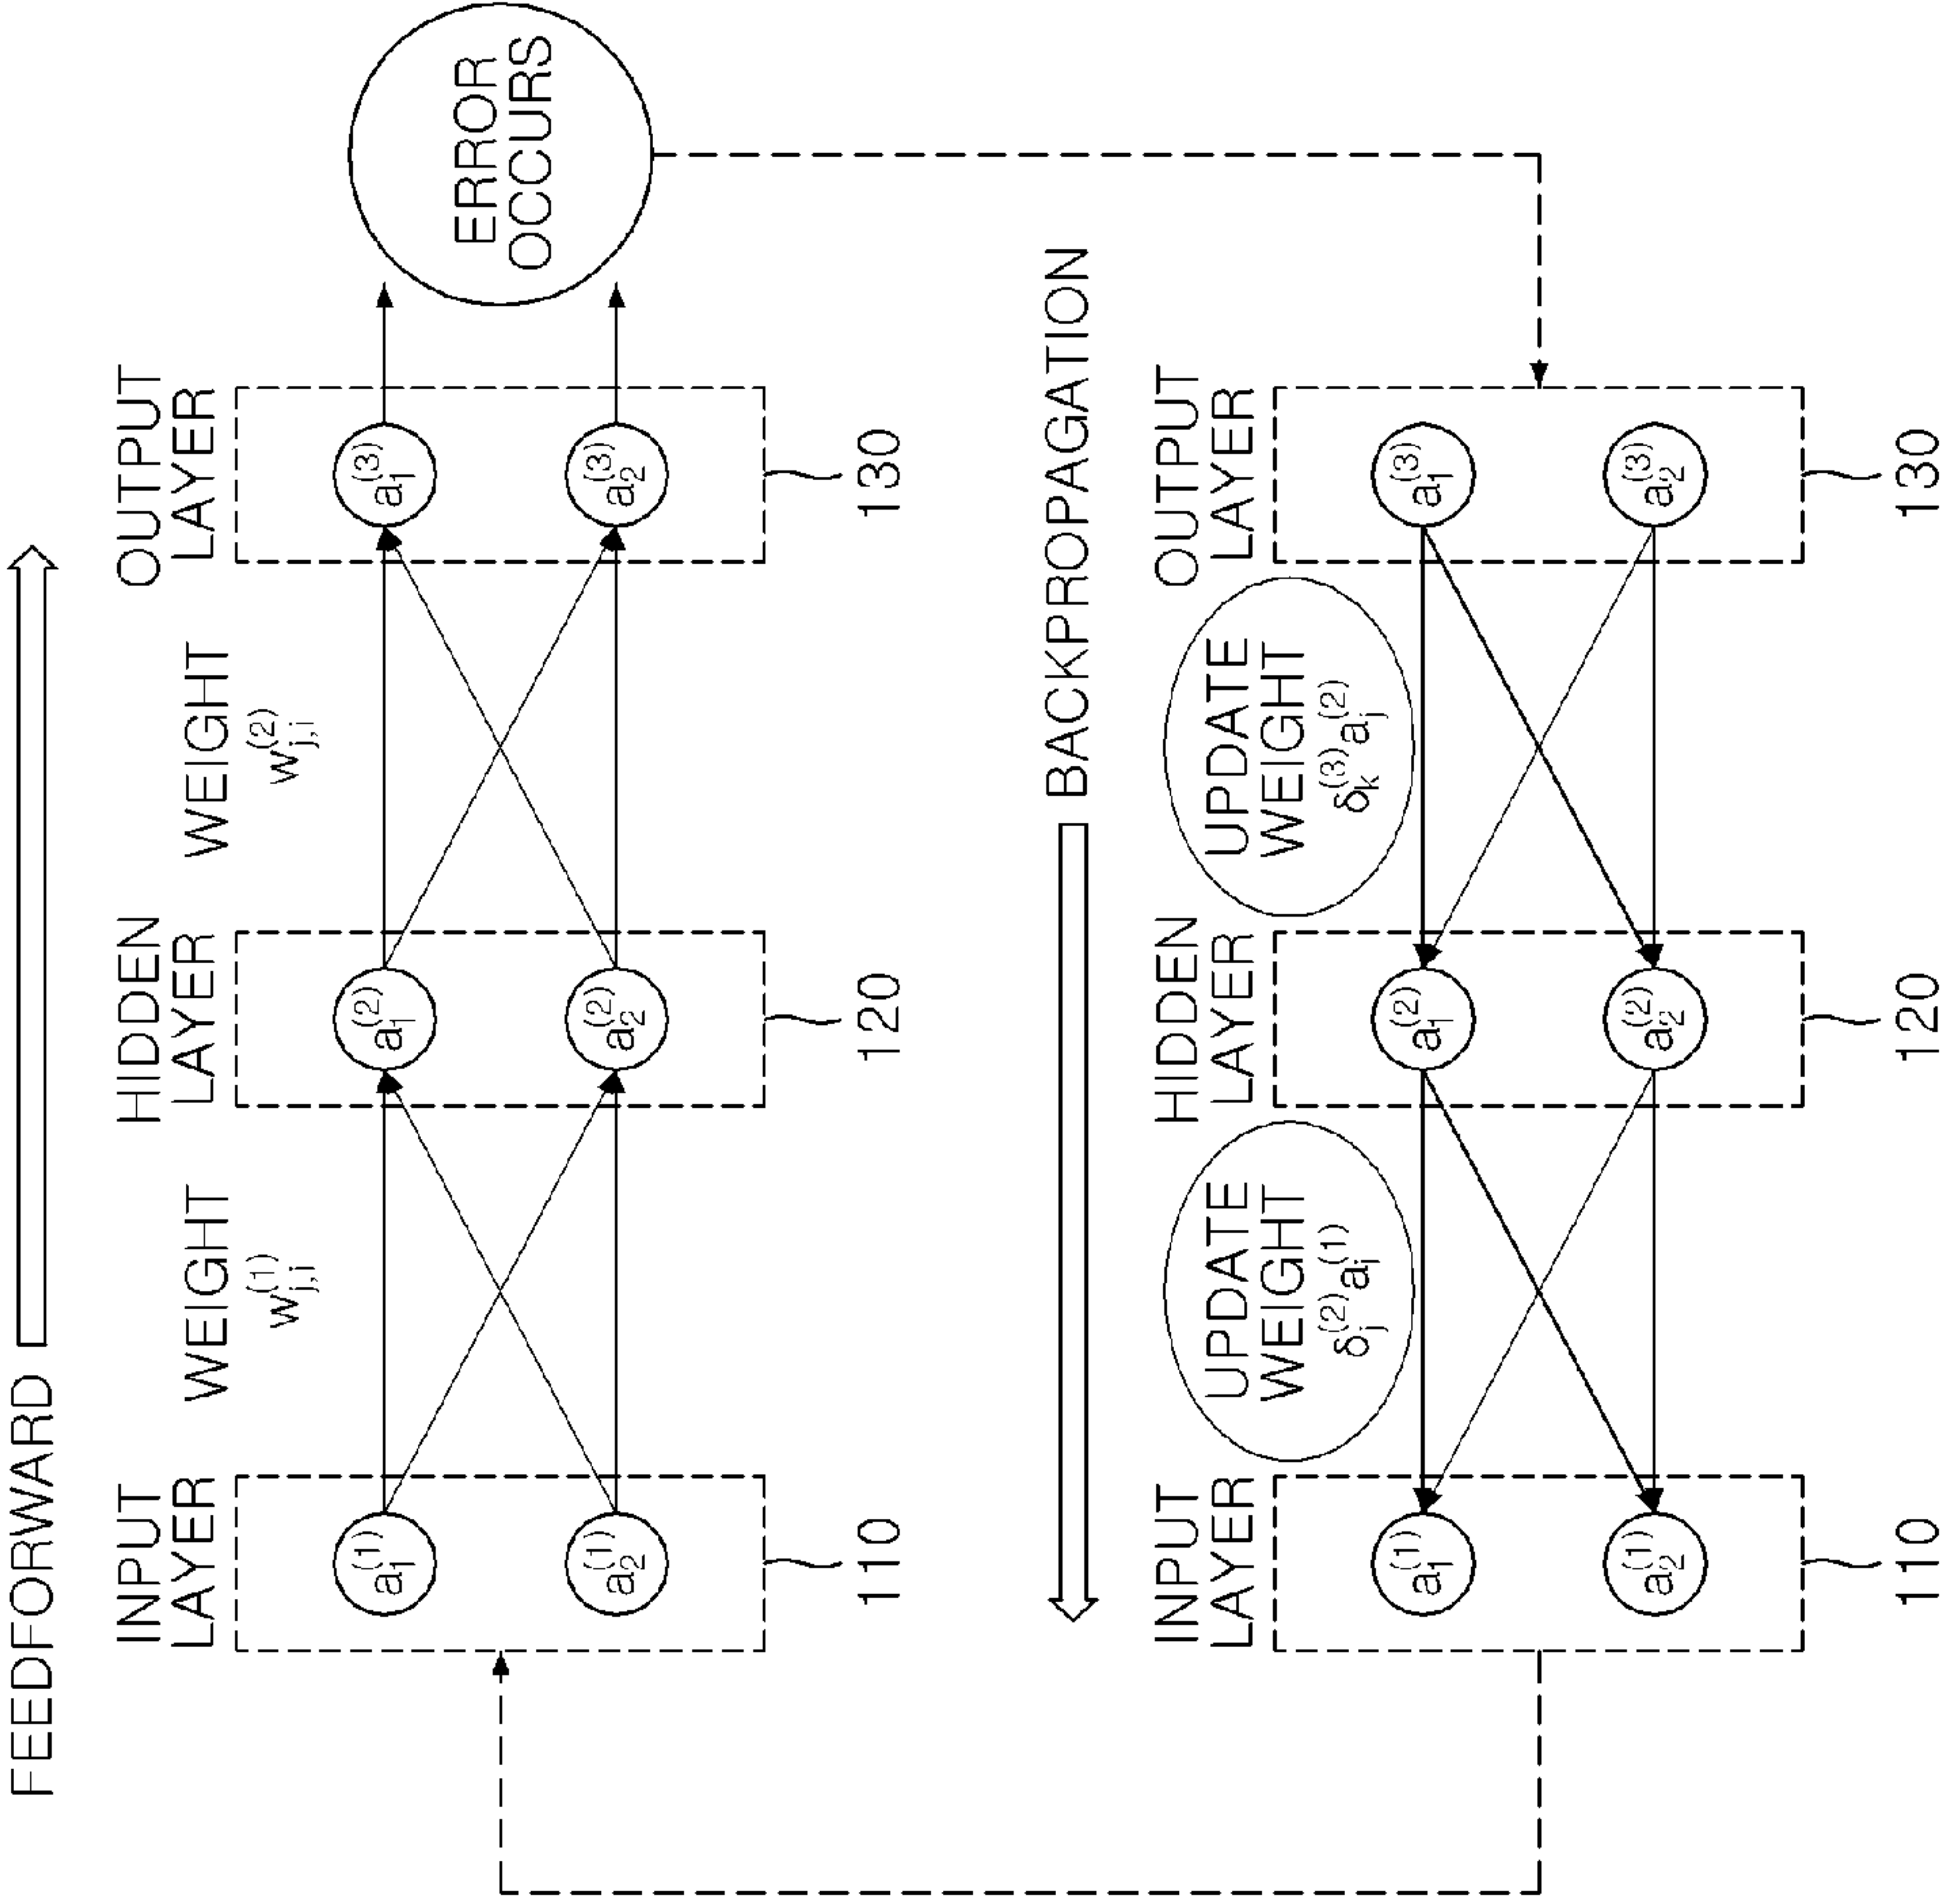 FEEDFORWARD
INPUT
LAYER
WEIGHT
w_{j,i}^{(1)}
HIDDEN
LAYER
WEIGHT
w_{j,i}^{(2)}
OUTPUT
LAYER
a_1^{(1)}
a_1^{(2)}
a_1^{(3)}
a_2^{(1)}
a_2^{(2)}
a_2^{(3)}
ERROR
OCCURS
110
120
130
BACKPROPAGATION
INPUT
LAYER
UPDATE
WEIGHT
δ_j^{(2)}a_i^{(1)}
HIDDEN
LAYER
UPDATE
WEIGHT
δ_k^{(3)}a_j^{(2)}
OUTPUT
LAYER
a_1^{(1)}
a_1^{(2)}
a_1^{(3)}
a_2^{(1)}
a_2^{(2)}
a_2^{(3)}
110
120
130